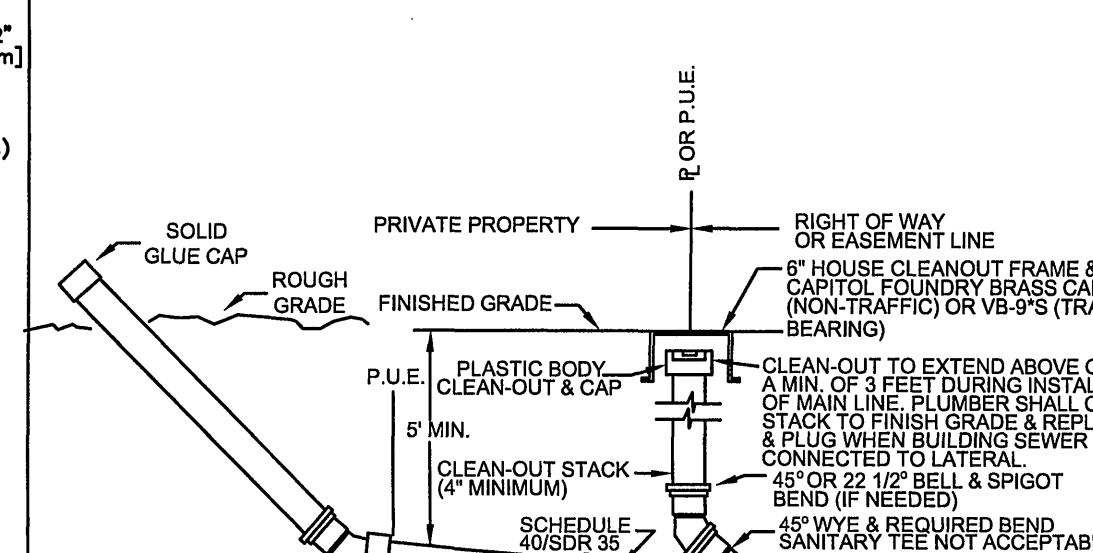 2"
m]
)
PL OR P.U.E.
SOLID
GLUE CAP
PRIVATE PROPERTY
RIGHT OF WAY
OR EASEMENT LINE
ROUGH
GRADE
FINISHED GRADE
6" HOUSE CLEANOUT FRAME &
CAPITOL FOUNDRY BRASS
(NON-TRAFFIC) OR VB-9*S
BEARING)
P.U.E.
PLASTIC BODY
CLEAN-OUT & CAP
CLEAN-OUT TO EXTEND ABOVE
A MIN. OF 3 FEET DURING
OF MAIN LINE. PLUMBER SHALL
STACK TO FINISH GRADE &
& PLUG WHEN BUILDING SEWER
CONNECTED TO LATERAL.
5' MIN.
CLEAN-OUT STACK
(4" MINIMUM)
45° OR 22 1/2° BELL & SPIGOT
BEND (IF NEEDED)
SCHEDULE
40/SDR 35
45° WYE & REQUIRED BEND
SANITARY TEE NOT